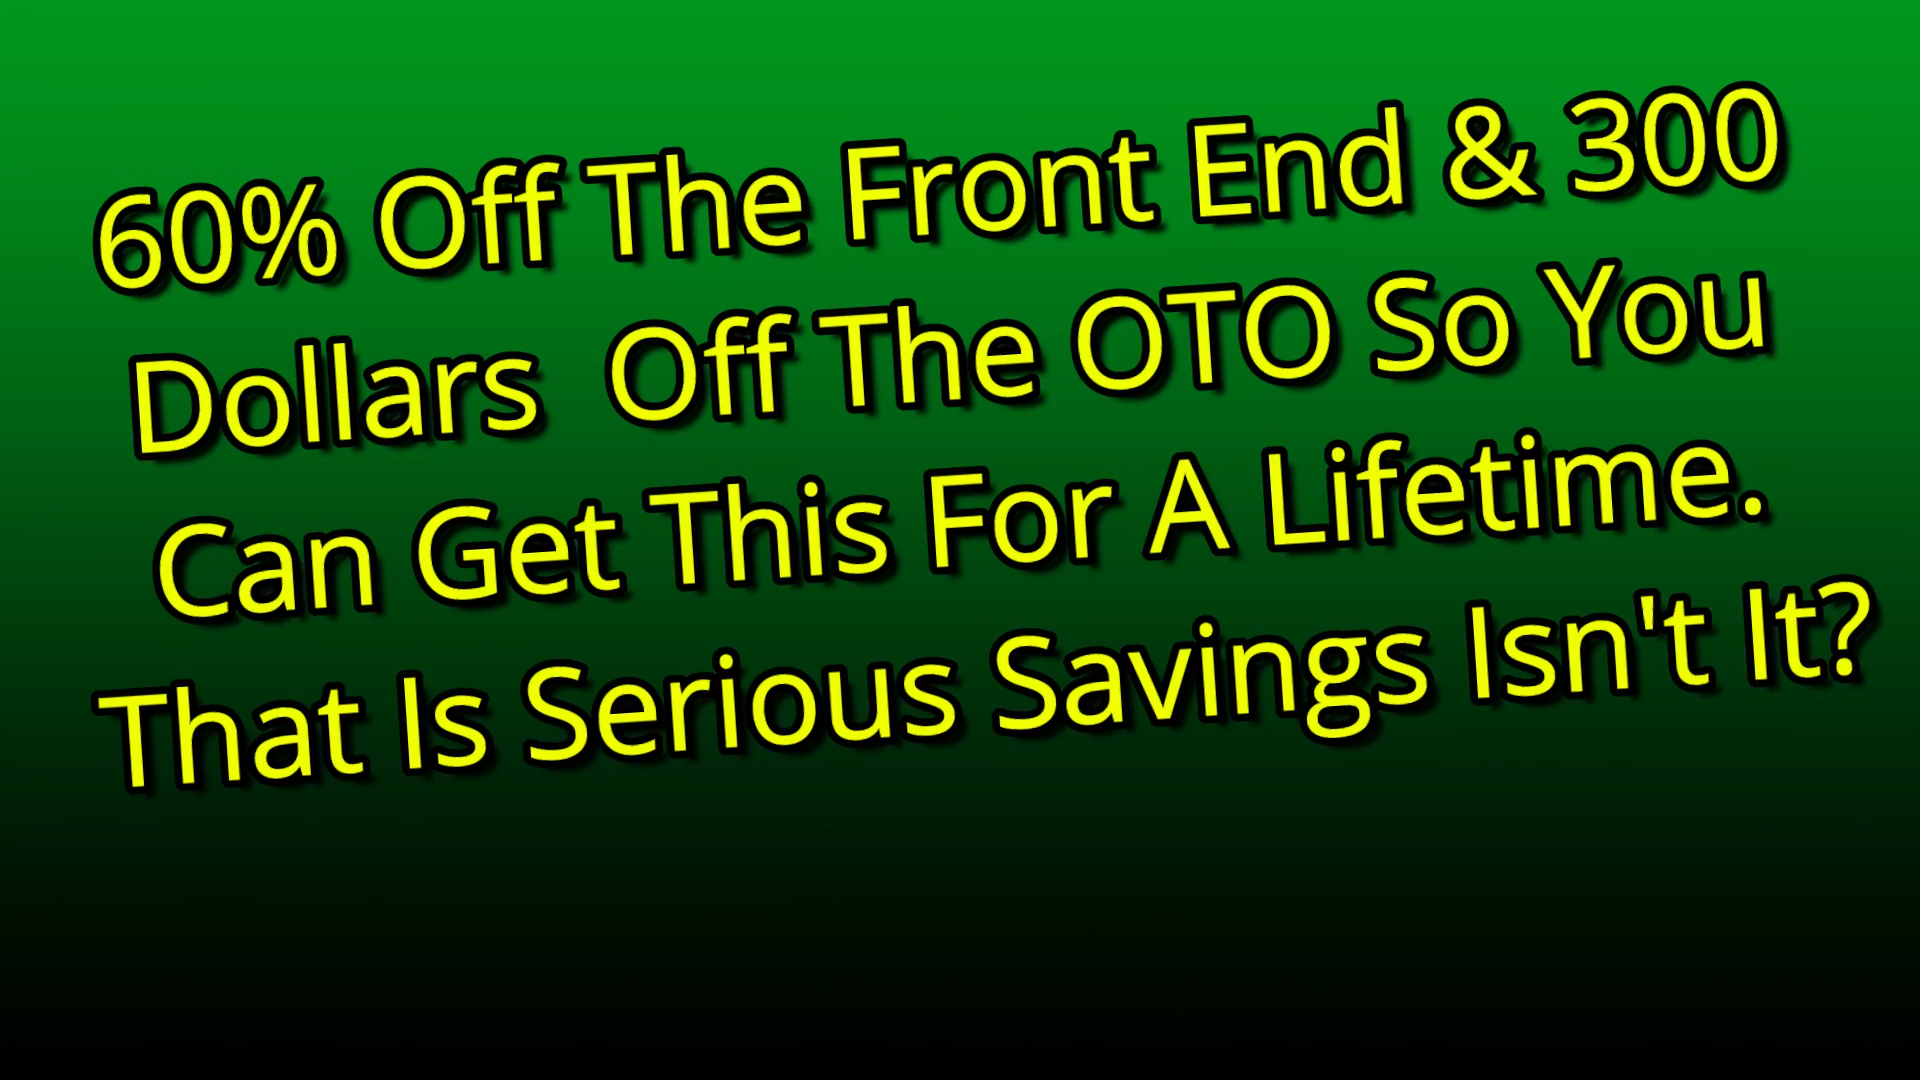 60% Off The Front End & 300
Dollars  Off The OTO So You
Can Get This For A Lifetime.
That Is Serious Savings Isn't It?